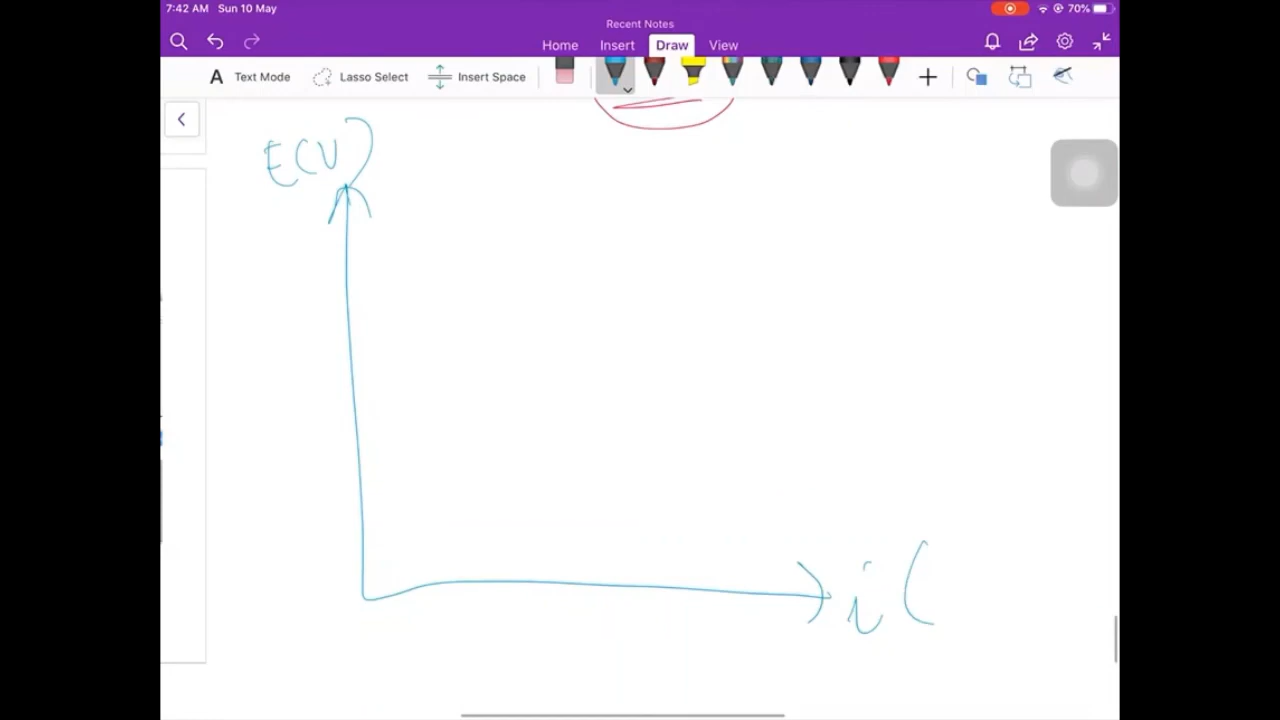 7:42 AM Sun 10 May
70%
Recent Notes
Home Insert Draw View
A Text Mode Lasso Select Insert Space
E(V)
i (